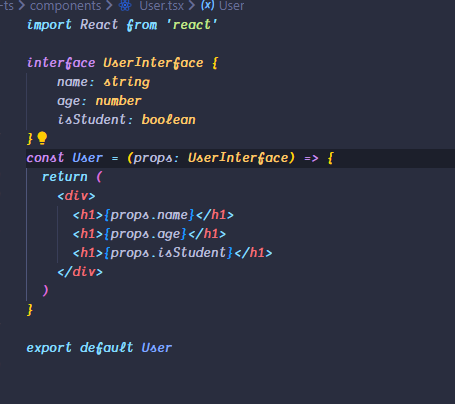 -ts > components > User.tsx > User
import React from 'react'
interface UserInterface {
name: string
age: number
isStudent: boolean
}
const User = (props: UserInterface) => {
return (
<div>
<h1>{props.name}</h1>
<h1>{props.age}</h1>
<h1>{props.isStudent}</h1>
</div>
)
}
export default User